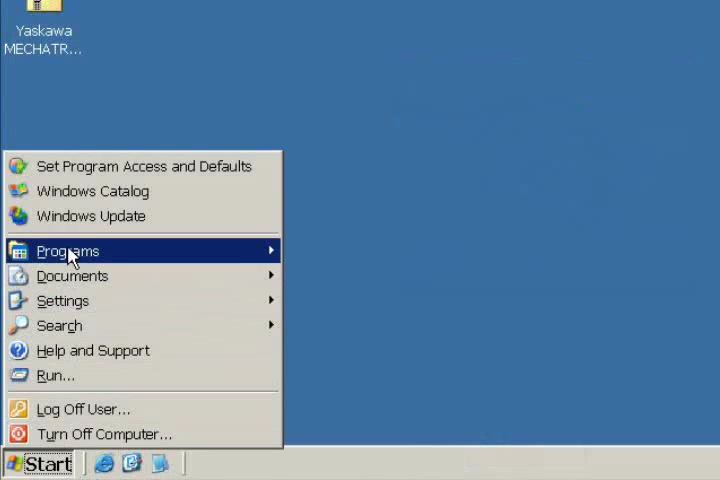 Yaskawa
MECHATR...
Set Program Access and Defaults
Windows Catalog
Windows Update
Programs
Documents
Settings
Search
Help and Support
Run...
Log Off User...
Turn Off Computer...
Start